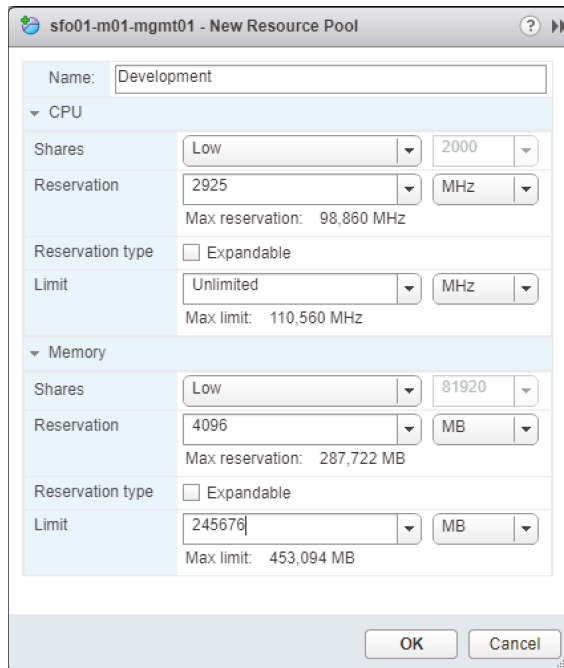 sfo01-m01-mgmt01 - New Resource Pool ?
Name: Development
CPU
Shares Low 2000
Reservation 2925 MHz
Max reservation: 98,860 MHz
Reservation type Expandable
Limit Unlimited MHz
Max limit: 110,560 MHz
Memory
Shares Low 81920
Reservation 4096 MB
Max reservation: 287,722 MB
Reservation type Expandable
Limit 245676 MB
Max limit: 453,094 MB
OK Cancel